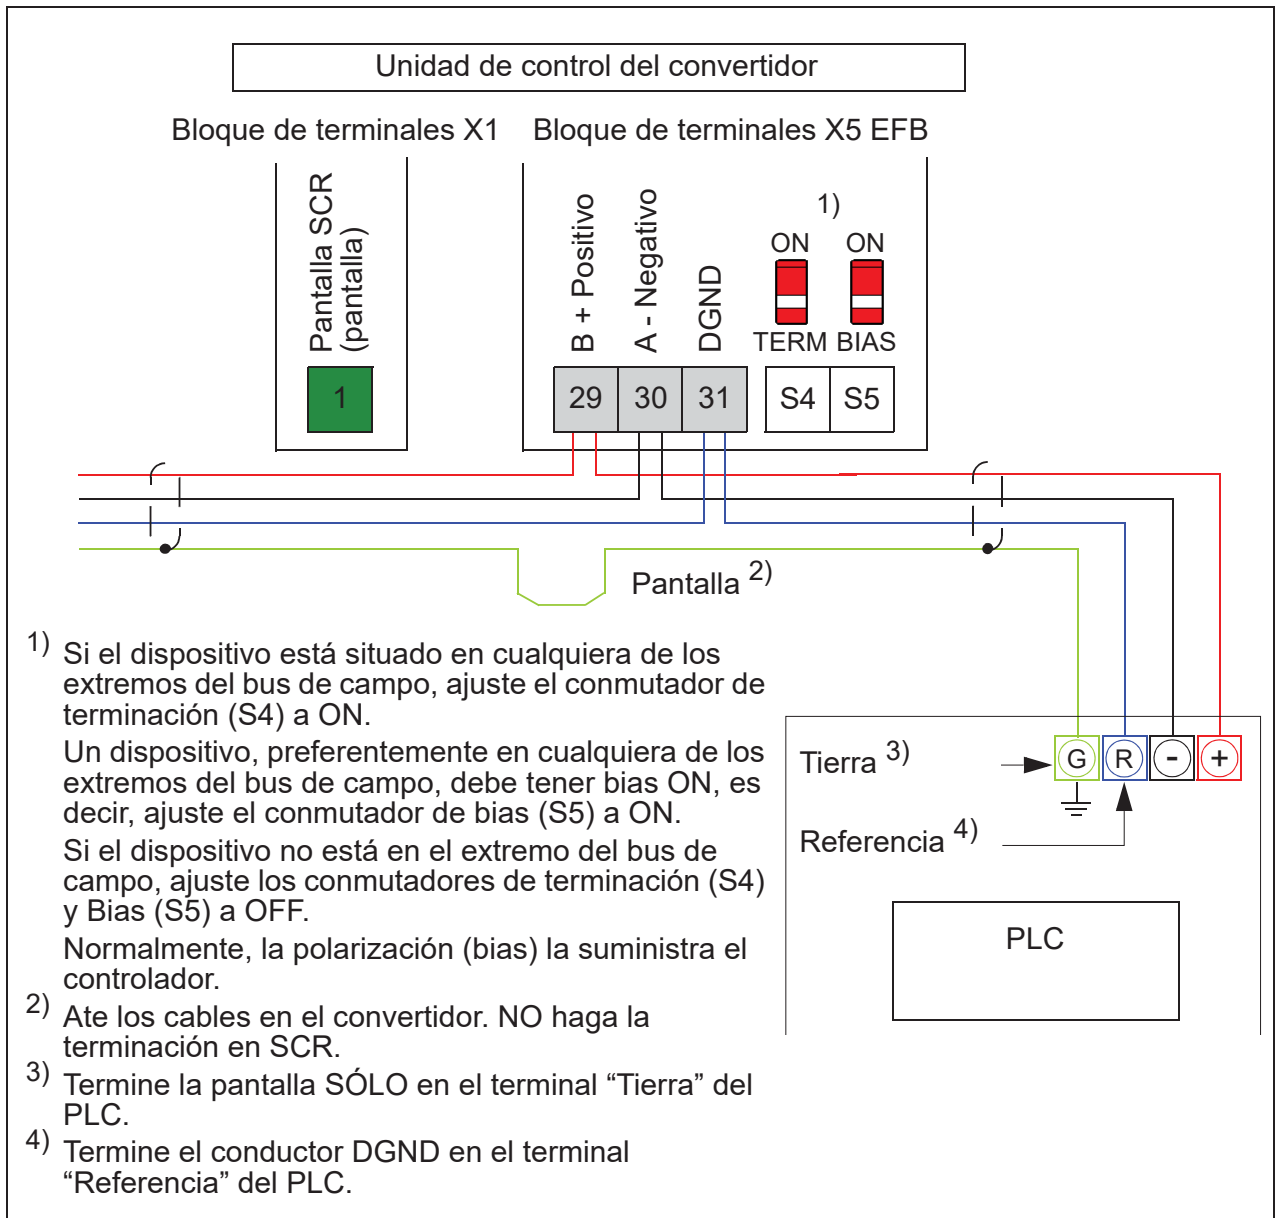 Unidad de control del convertidor
Bloque de terminales X1
Bloque de terminales X5 EFB
Pantalla SCR
(pantalla)
B + Positivo
A - Negativo
DGND
1)
ON
ON
TERM
BIAS
1
29
30
31
S4
S5
Pantalla 2)
1) Si el dispositivo está situado en cualquiera de los
extremos del bus de campo, ajuste el conmutador de
terminación (S4) a ON.
Un dispositivo, preferentemente en cualquiera de los
extremos del bus de campo, debe tener bias ON, es
decir, ajuste el conmutador de bias (S5) a ON.
Si el dispositivo no está en el extremo del bus de
campo, ajuste los conmutadores de terminación (S4)
y Bias (S5) a OFF.
Normalmente, la polarización (bias) la suministra el
controlador.
2) Ate los cables en el convertidor. NO haga la
terminación en SCR.
3) Termine la pantalla SÓLO en el terminal “Tierra” del
PLC.
4) Termine el conductor DGND en el terminal
“Referencia” del PLC.
Tierra 3)
G
R
-
+
Referencia 4)
PLC